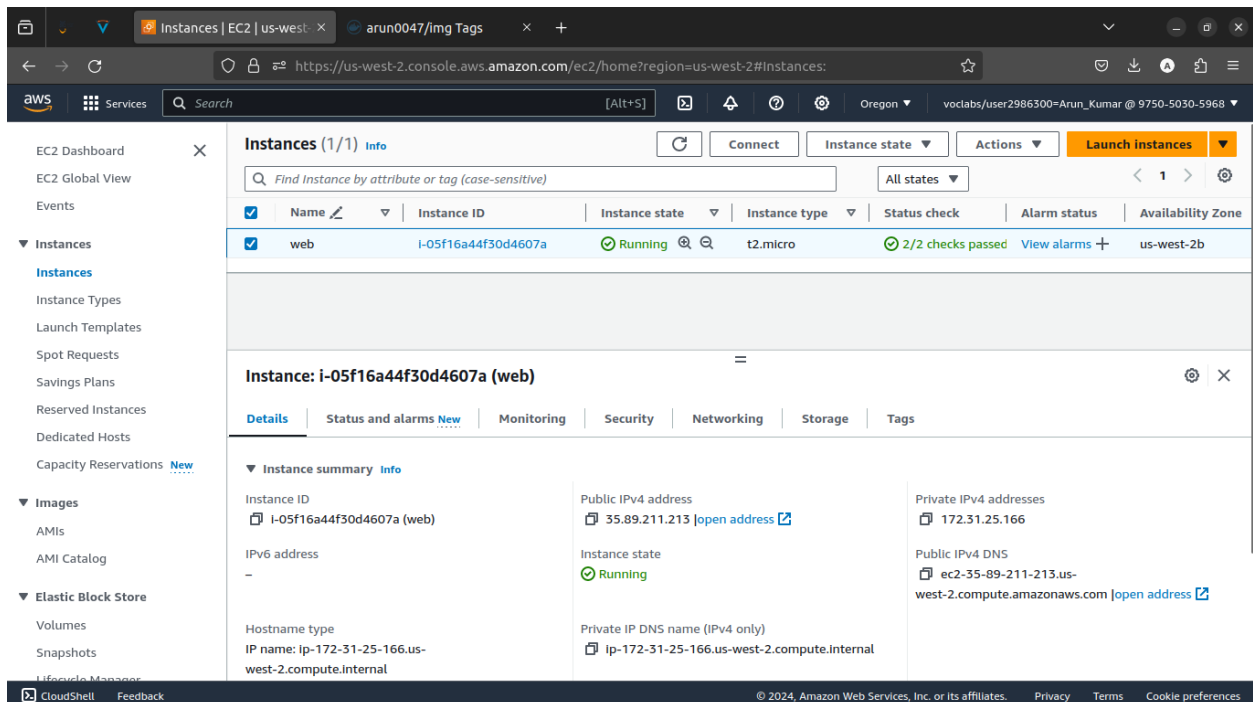 Instances | EC2 | us-west- ×
arun0047/img Tags ×
+
https://us-west-2.console.aws.amazon.com/ec2/home?region=us-west-2#Instances:
aws
Services
Search
[Alt+S]
Oregon ▼
voclabs/user2986300=Arun_Kumar @ 9750-5030-5968 ▼
EC2 Dashboard
EC2 Global View
Events
▼ Instances
Instances
Instance Types
Launch Templates
Spot Requests
Savings Plans
Reserved Instances
Dedicated Hosts
Capacity Reservations New
▼ Images
AMIs
AMI Catalog
▼ Elastic Block Store
Volumes
Snapshots
Lifecycle Manager
Instances (1/1) Info
Connect
Instance state ▼
Actions ▼
Launch instances ▼
Find Instance by attribute or tag (case-sensitive)
All states ▼
< 1 >
Name
Instance ID
Instance state
Instance type
Status check
Alarm status
Availability Zone
web
i-05f16a44f30d4607a
Running
t2.micro
2/2 checks passed
View alarms +
us-west-2b
Instance: i-05f16a44f30d4607a (web)
Details
Status and alarms New
Monitoring
Security
Networking
Storage
Tags
▼ Instance summary Info
Instance ID
i-05f16a44f30d4607a (web)
Public IPv4 address
35.89.211.213 |open address
Private IPv4 addresses
172.31.25.166
IPv6 address
–
Instance state
Running
Public IPv4 DNS
ec2-35-89-211-213.us-
west-2.compute.amazonaws.com |open address
Hostname type
IP name: ip-172-31-25-166.us-
west-2.compute.internal
Private IP DNS name (IPv4 only)
ip-172-31-25-166.us-west-2.compute.internal
CloudShell
Feedback
© 2024, Amazon Web Services, Inc. or its affiliates.
Privacy
Terms
Cookie preferences